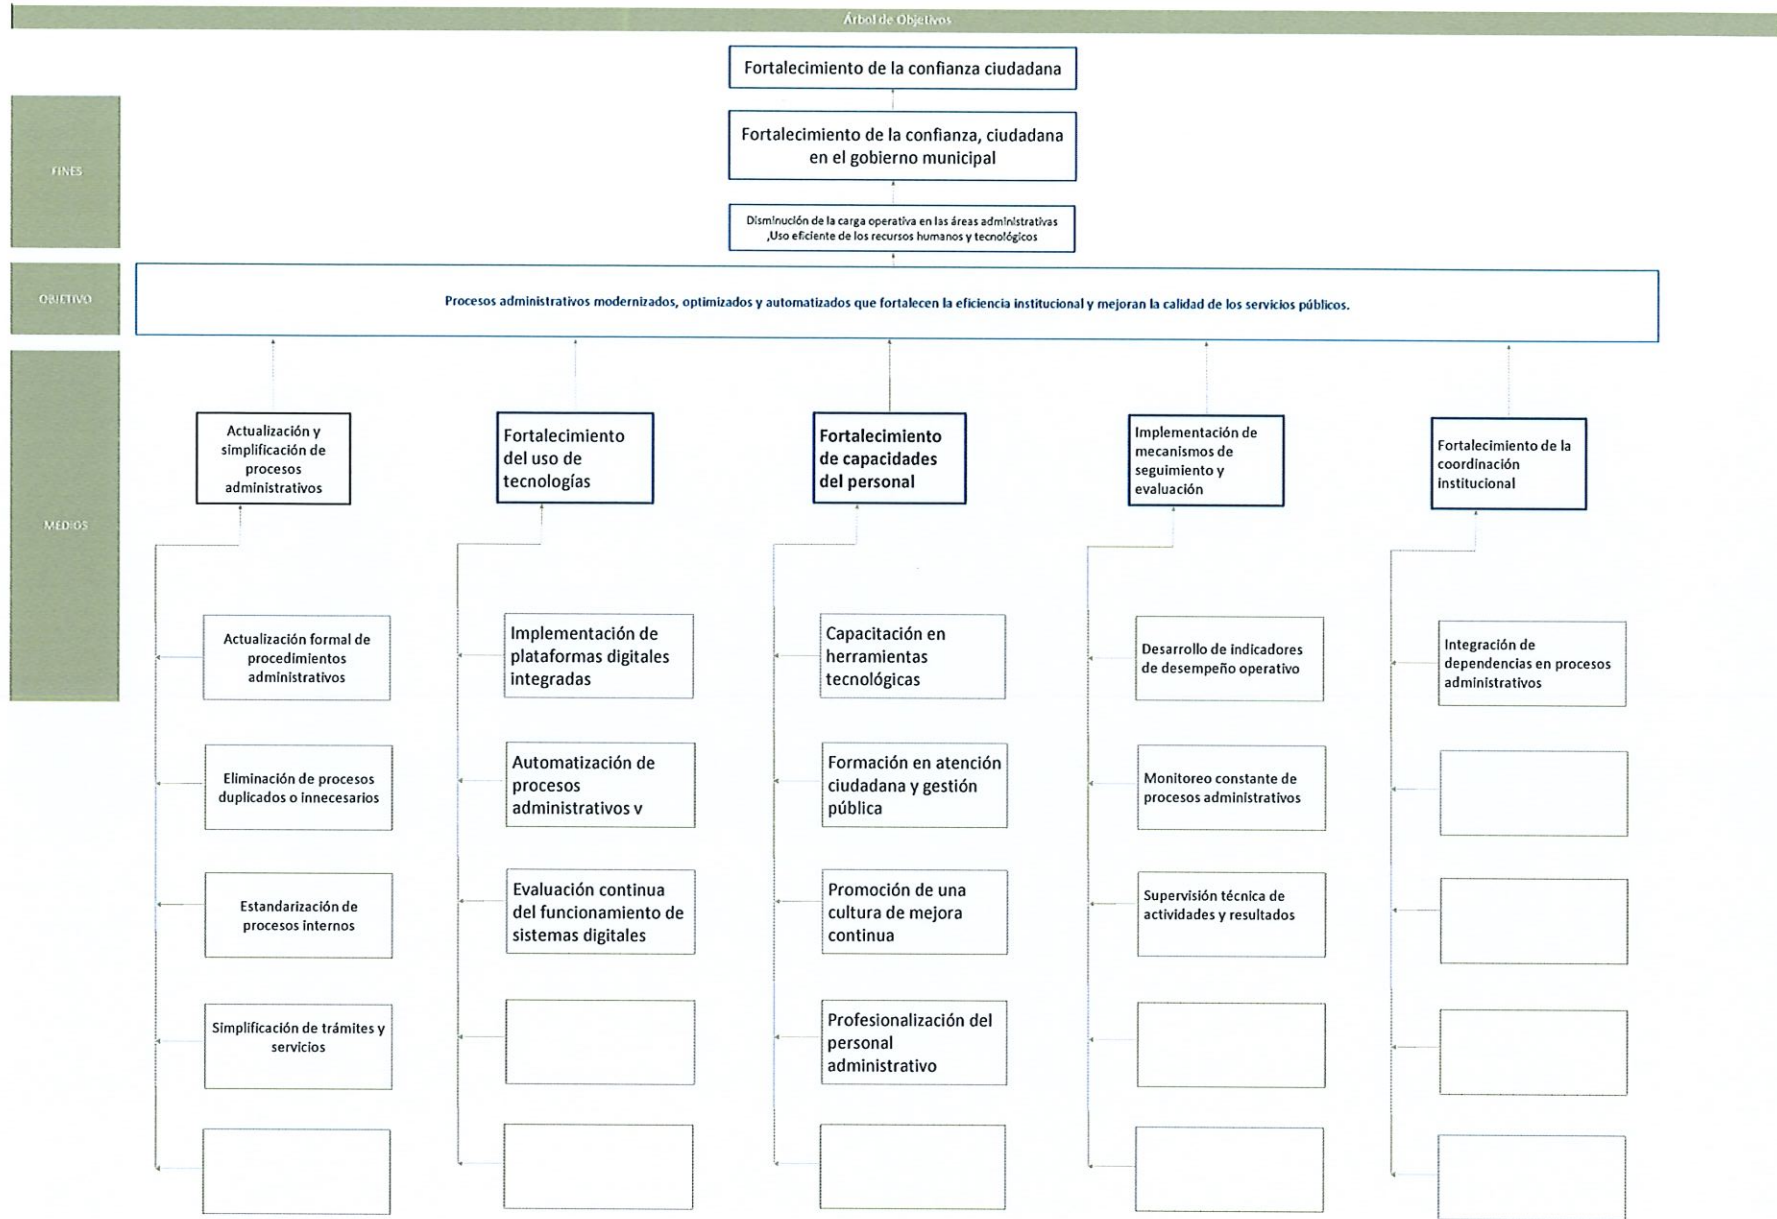 Árbol de Objetivos
Fortalecimiento de la confianza ciudadana
FINES
Fortalecimiento de la confianza, ciudadana
en el gobierno municipal
Disminución de la carga operativa en las áreas administrativas
,Uso eficiente de los recursos humanos y tecnológicos
OBJETIVO
Procesos administrativos modernizados, optimizados y automatizados que fortalecen la eficiencia institucional y mejoran la calidad de los servicios públicos.
MEDIOS
Actualización y
simplificación de
procesos
administrativos
Fortalecimiento
del uso de
tecnologías
Fortalecimiento
de capacidades
del personal
Implementación de
mecanismos de
seguimiento y
evaluación
Fortalecimiento de la
coordinación
institucional
Actualización formal de
procedimientos
administrativos
Implementación de
plataformas digitales
integradas
Capacitación en
herramientas
tecnológicas
Desarrollo de indicadores
de desempeño operativo
Integración de
dependencias en procesos
administrativos
Eliminación de procesos
duplicados o innecesarios
Automatización de
procesos
administrativos v
Formación en atención
ciudadana y gestión
pública
Monitoreo constante de
procesos administrativos
Estandarización de
procesos internos
Evaluación continua
del funcionamiento de
sistemas digitales
Promoción de una
cultura de mejora
continua
Supervisión técnica de
actividades y resultados
Simplificación de trámites y
servicios
Profesionalización del
personal
administrativo